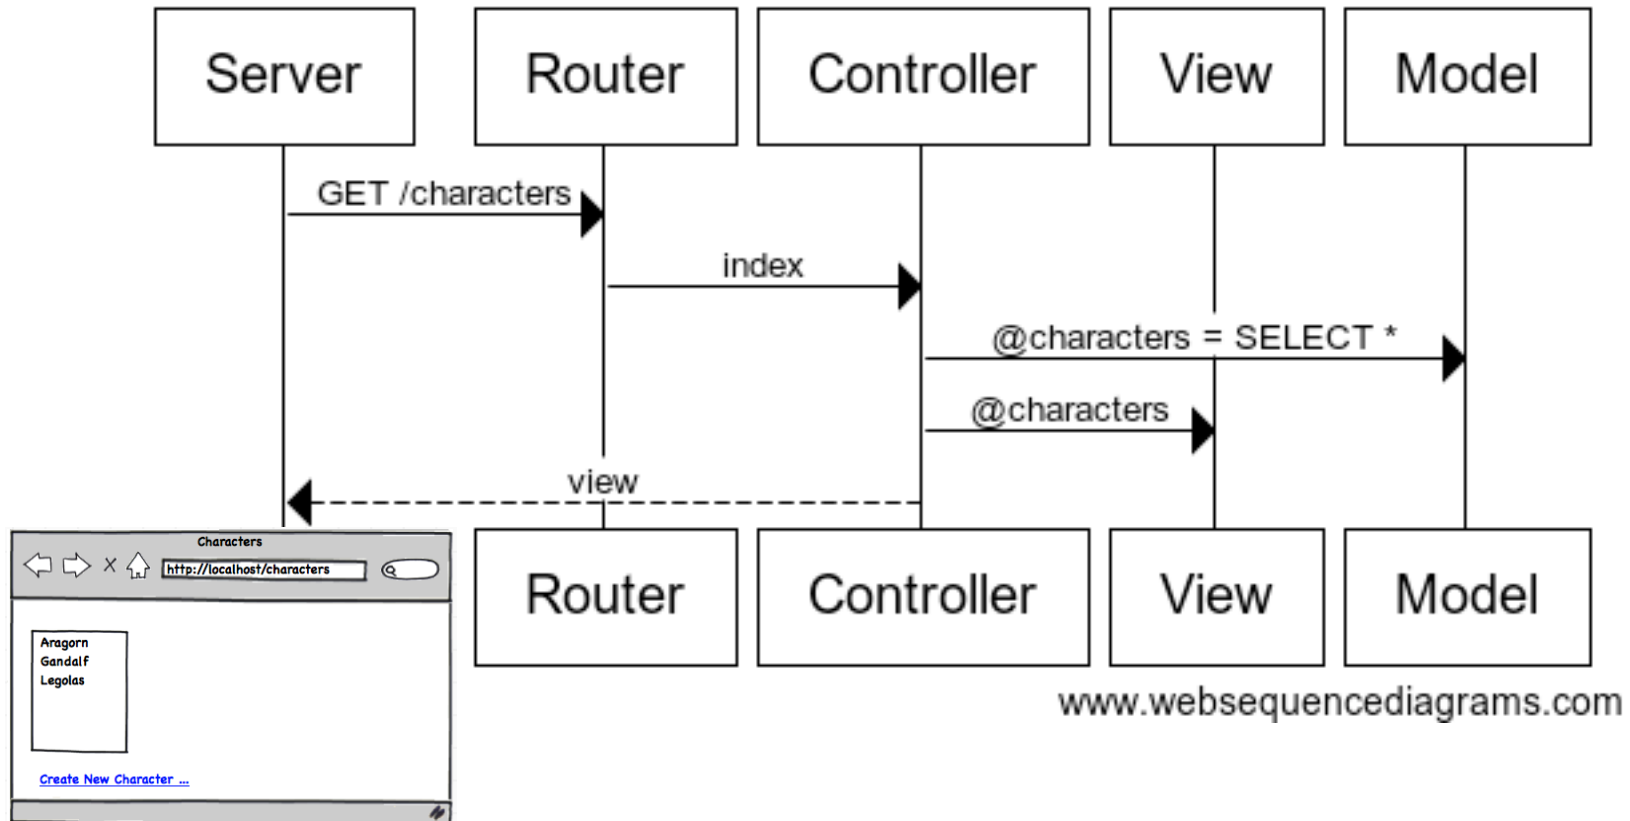 Server Router Controller View Model
GET /characters
index
@characters = SELECT *
@characters
view
Characters
X
http://localhost/characters
Router Controller View Model
Aragorn
Gandalf
Legolas
www.websequencediagrams.com
Create New Character ...